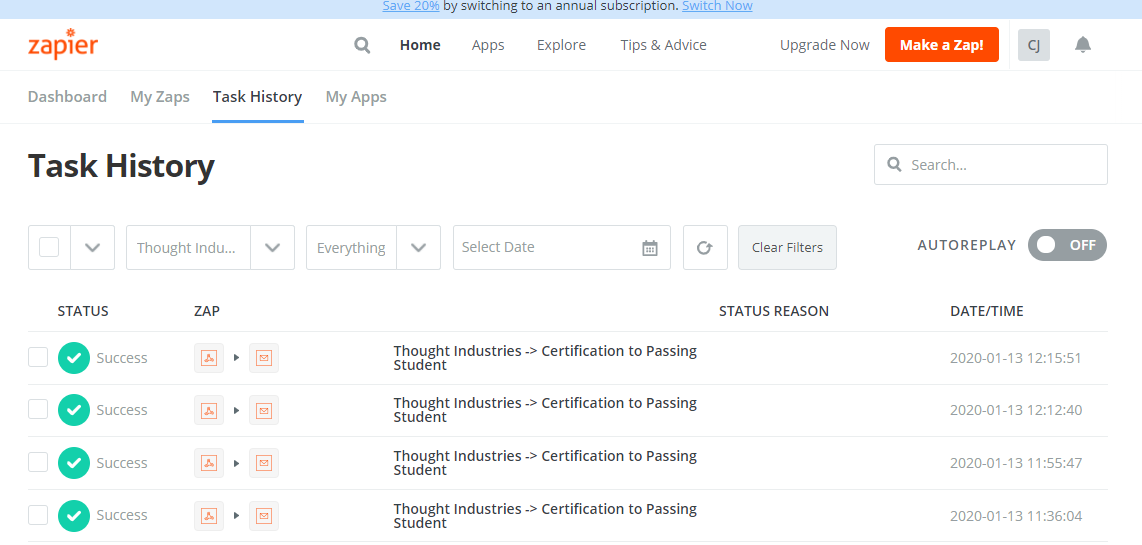 Save 20% by switching to an annual subscription. Switch Now
zapier Home Apps Explore Tips & Advice Upgrade Now Make a Zap! CJ
Dashboard My Zaps Task History My Apps
Task History
Search...
Thought Indu... Everything Select Date Clear Filters AUTOREPLAY OFF
STATUS ZAP STATUS REASON DATE/TIME
Success Thought Industries -> Certification to Passing 2020-01-13 12:15:51
Student
Success Thought Industries -> Certification to Passing 2020-01-13 12:12:40
Student
Success Thought Industries -> Certification to Passing 2020-01-13 11:55:47
Student
Success Thought Industries -> Certification to Passing 2020-01-13 11:36:04
Student